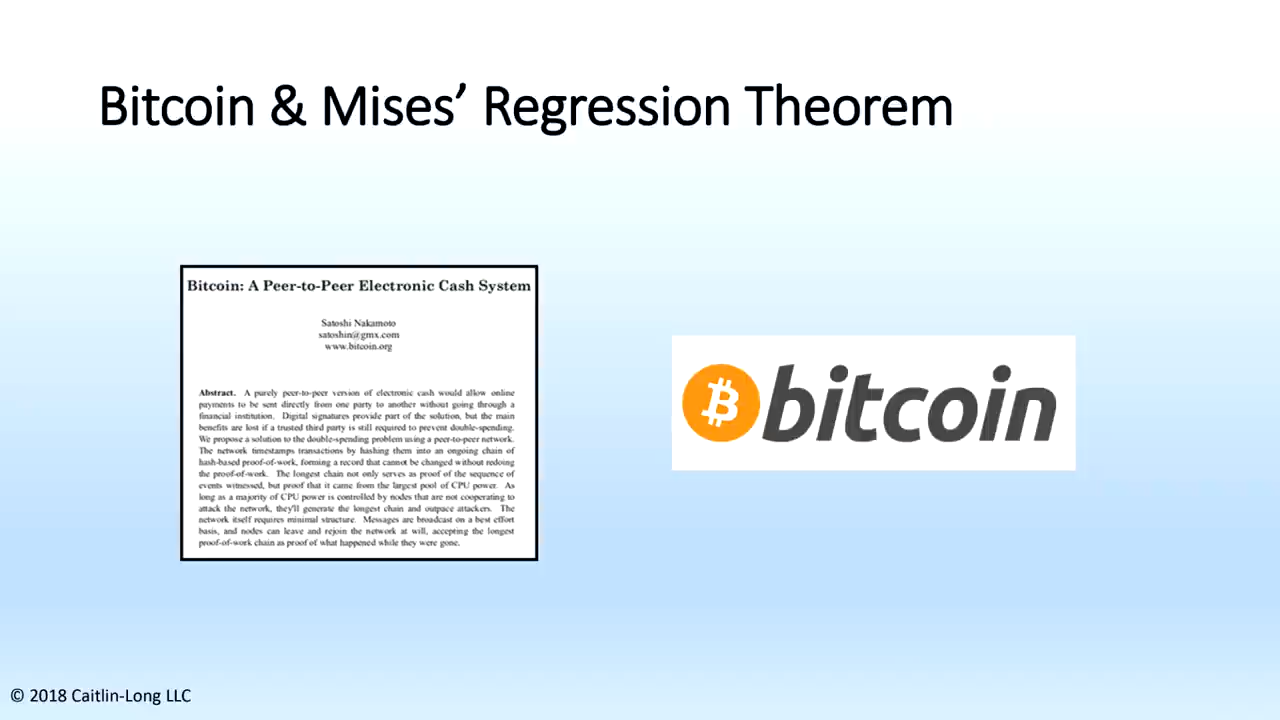 Bitcoin & Mises’ Regression Theorem
Bitcoin: A Peer-to-Peer Electronic Cash System
Satoshi Nakamoto
satoshin@gmx.com
www.bitcoin.org
Abstract. A purely peer-to-peer version of electronic cash would allow online
payments to be sent directly from one party to another without going through a
financial institution. Digital signatures provide part of the solution, but the main
benefits are lost if a trusted third party is still required to prevent double-spending.
We propose a solution to the double-spending problem using a peer-to-peer network.
The network timestamps transactions by hashing them into an ongoing chain of
hash-based proof-of-work, forming a record that cannot be changed without redoing
the proof-of-work. The longest chain not only serves as proof of the sequence of
events witnessed, but proof that it came from the largest pool of CPU power. As
long as a majority of CPU power is controlled by nodes that are not cooperating to
attack the network, they'll generate the longest chain and outpace attackers. The
network itself requires minimal structure. Messages are broadcast on a best effort
basis, and nodes can leave and rejoin the network at will, accepting the longest
proof-of-work chain as proof of what happened while they were gone.
bitcoin
© 2018 Caitlin-Long LLC